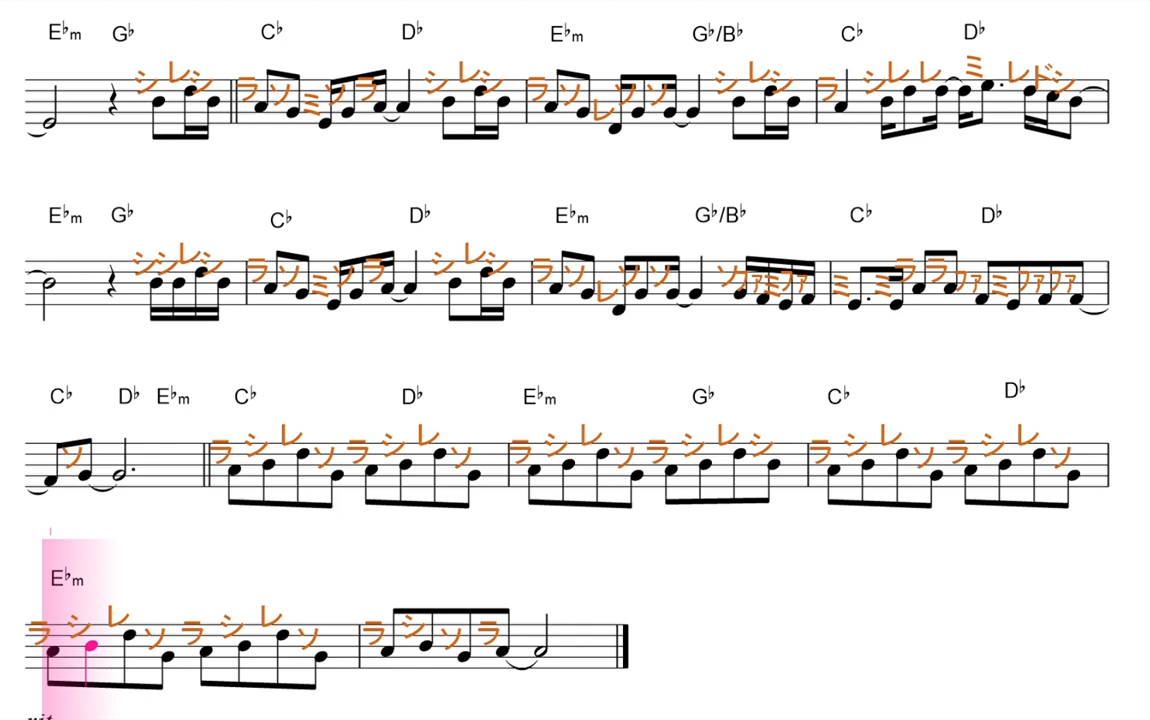 E♭m G♭ C♭ D♭ E♭m G♭/B♭ C♭ D♭
シ レ シ ラ ソ ミ ソ ラ シ レ シ ラ ソ レ ソ ソ シ レ シ ラ シ レ レ ミ レ ド シ
E♭m G♭ C♭ D♭ E♭m G♭/B♭ C♭ D♭
シ シ レ シ ラ ソ ミ ソ ラ シ レ シ ラ ソ レ ソ ソ ソ ファ ミ ファ ミ ミ ラ ラ ファ ミ ファ ファ
C♭ D♭ E♭m C♭ D♭ E♭m G♭ C♭ D♭
ソ ラ シ レ ソ ラ シ レ ソ ラ シ レ ソ ラ シ レ シ ラ シ レ ソ ラ シ レ ソ
E♭m
ラ シ レ ソ ラ シ レ ソ ラ シ ソ ラ